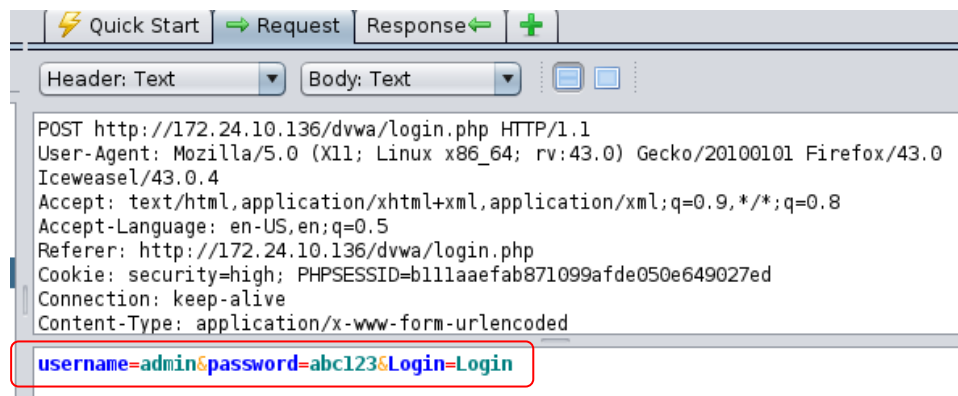 Quick Start Request Response
Header: Text Body: Text
POST http://172.24.10.136/dvwa/login.php HTTP/1.1
User-Agent: Mozilla/5.0 (X11; Linux x86_64; rv:43.0) Gecko/20100101 Firefox/43.0
Iceweasel/43.0.4
Accept: text/html,application/xhtml+xml,application/xml;q=0.9,*/*;q=0.8
Accept-Language: en-US,en;q=0.5
Referer: http://172.24.10.136/dvwa/login.php
Cookie: security=high; PHPSESSID=b111aaefab871099afde050e649027ed
Connection: keep-alive
Content-Type: application/x-www-form-urlencoded
username=admin&password=abc123&Login=Login